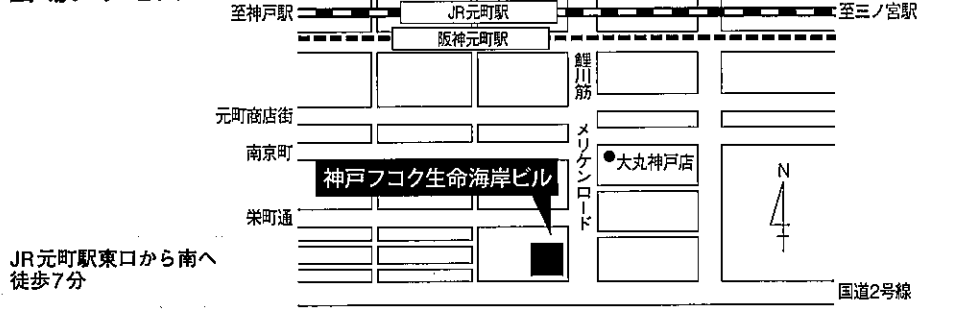 至神戸駅
JR元町駅
至三ノ宮駅
阪神元町駅
鯉川筋
元町商店街
メリケンロード
南京町
大丸神戸店
神戸フコク生命海岸ビル
N
栄町通
JR元町駅東口から南へ
徒歩7分
国道2号線